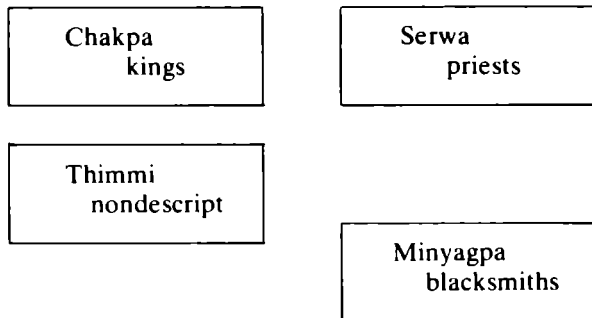 Chakpa
kings
Serwa
priests
Thimmi
nondescript
Minyagpa
blacksmiths